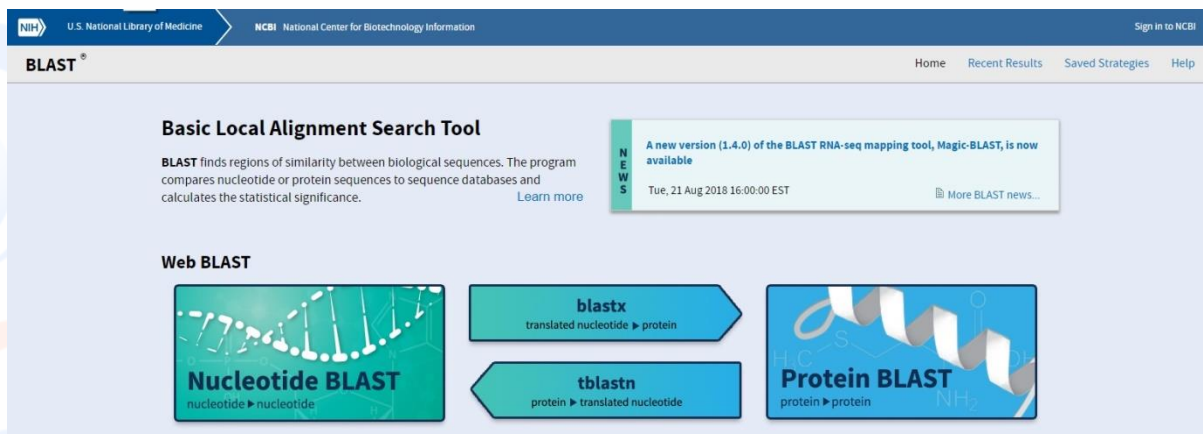 NIH U.S. National Library of Medicine NCBI National Center for Biotechnology Information Sign in to NCBI
BLAST ® Home Recent Results Saved Strategies Help
Basic Local Alignment Search Tool
BLAST finds regions of similarity between biological sequences. The program
compares nucleotide or protein sequences to sequence databases and
calculates the statistical significance. Learn more
NEWS
A new version (1.4.0) of the BLAST RNA-seq mapping tool, Magic-BLAST, is now
available
Tue, 21 Aug 2018 16:00:00 EST More BLAST news...
Web BLAST
Nucleotide BLAST
nucleotide ▶ nucleotide
blastx
translated nucleotide ▶ protein
tblastn
protein ▶ translated nucleotide
Protein BLAST
protein ▶ protein